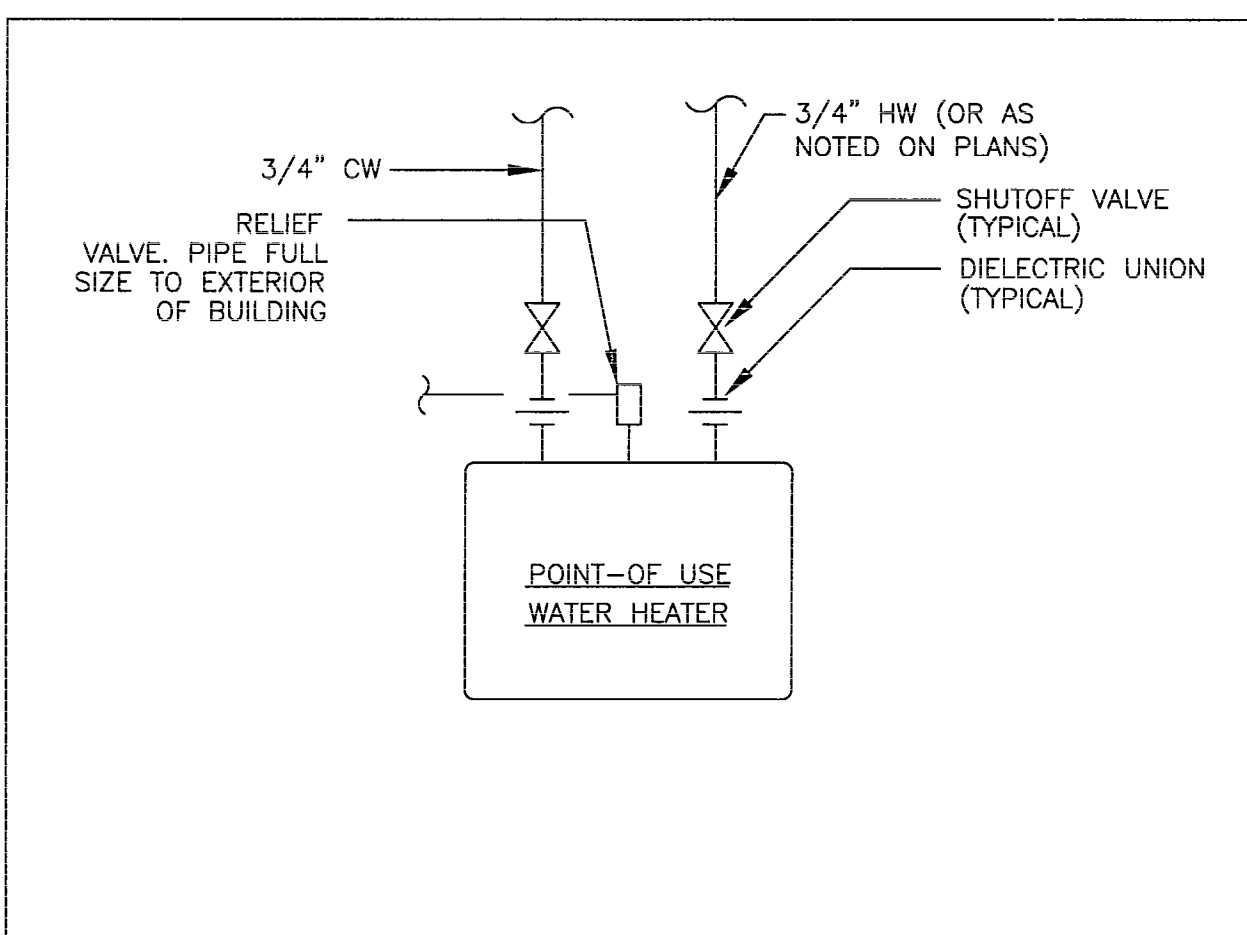 3/4" CW
RELIEF
VALVE. PIPE FULL
SIZE TO EXTERIOR
OF BUILDING
3/4" HW (OR AS
NOTED ON PLANS)
SHUTOFF VALVE
(TYPICAL)
DIELECTRIC UNION
(TYPICAL)
POINT-OF USE
WATER HEATER